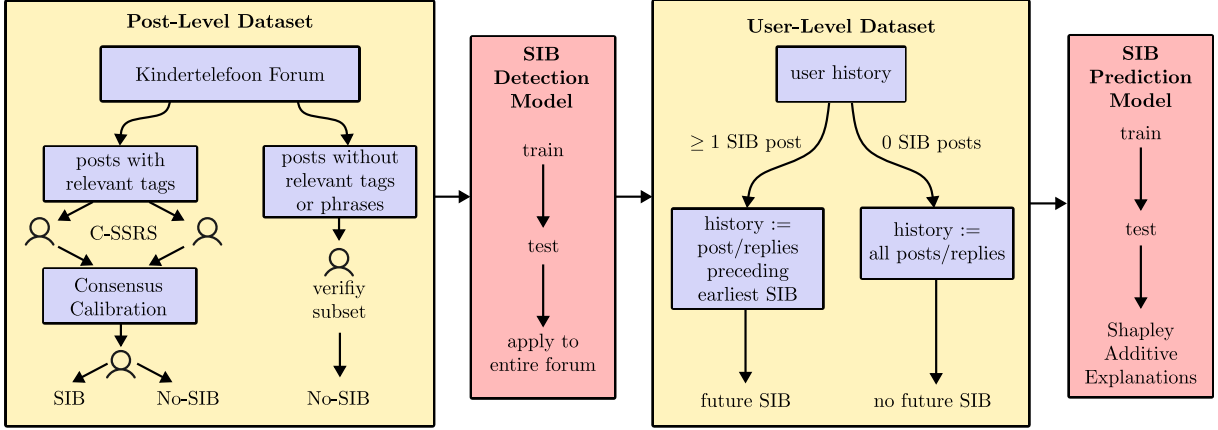 Post-Level Dataset
Kindertelefoon Forum
posts with
relevant tags
posts without
relevant tags
or phrases
C-SSRS
Consensus
Calibration
verifiy
subset
SIB
No-SIB
No-SIB
SIB
Detection
Model
train
test
apply to
entire forum
User-Level Dataset
user history
≥ 1 SIB post
0 SIB posts
history :=
post/replies
preceding
earliest SIB
history :=
all posts/replies
future SIB
no future SIB
SIB
Prediction
Model
train
test
Shapley
Additive
Explanations